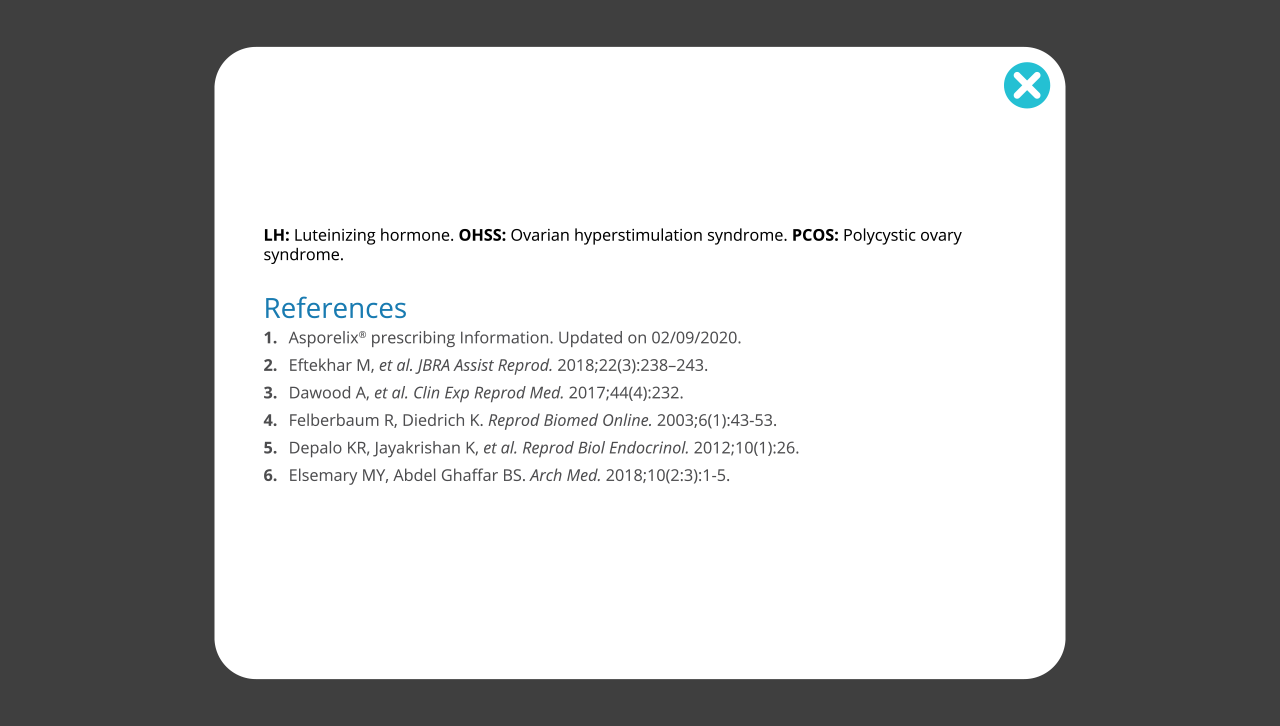 LH: Luteinizing hormone. OHSS: Ovarian hyperstimulation syndrome. PCOS: Polycystic ovary
syndrome.
References
1. Asporelix® prescribing Information. Updated on 02/09/2020.
2. Eftekhar M, et al. JBRA Assist Reprod. 2018;22(3):238–243.
3. Dawood A, et al. Clin Exp Reprod Med. 2017;44(4):232.
4. Felberbaum R, Diedrich K. Reprod Biomed Online. 2003;6(1):43-53.
5. Depalo KR, Jayakrishan K, et al. Reprod Biol Endocrinol. 2012;10(1):26.
6. Elsemary MY, Abdel Ghaffar BS. Arch Med. 2018;10(2:3):1-5.